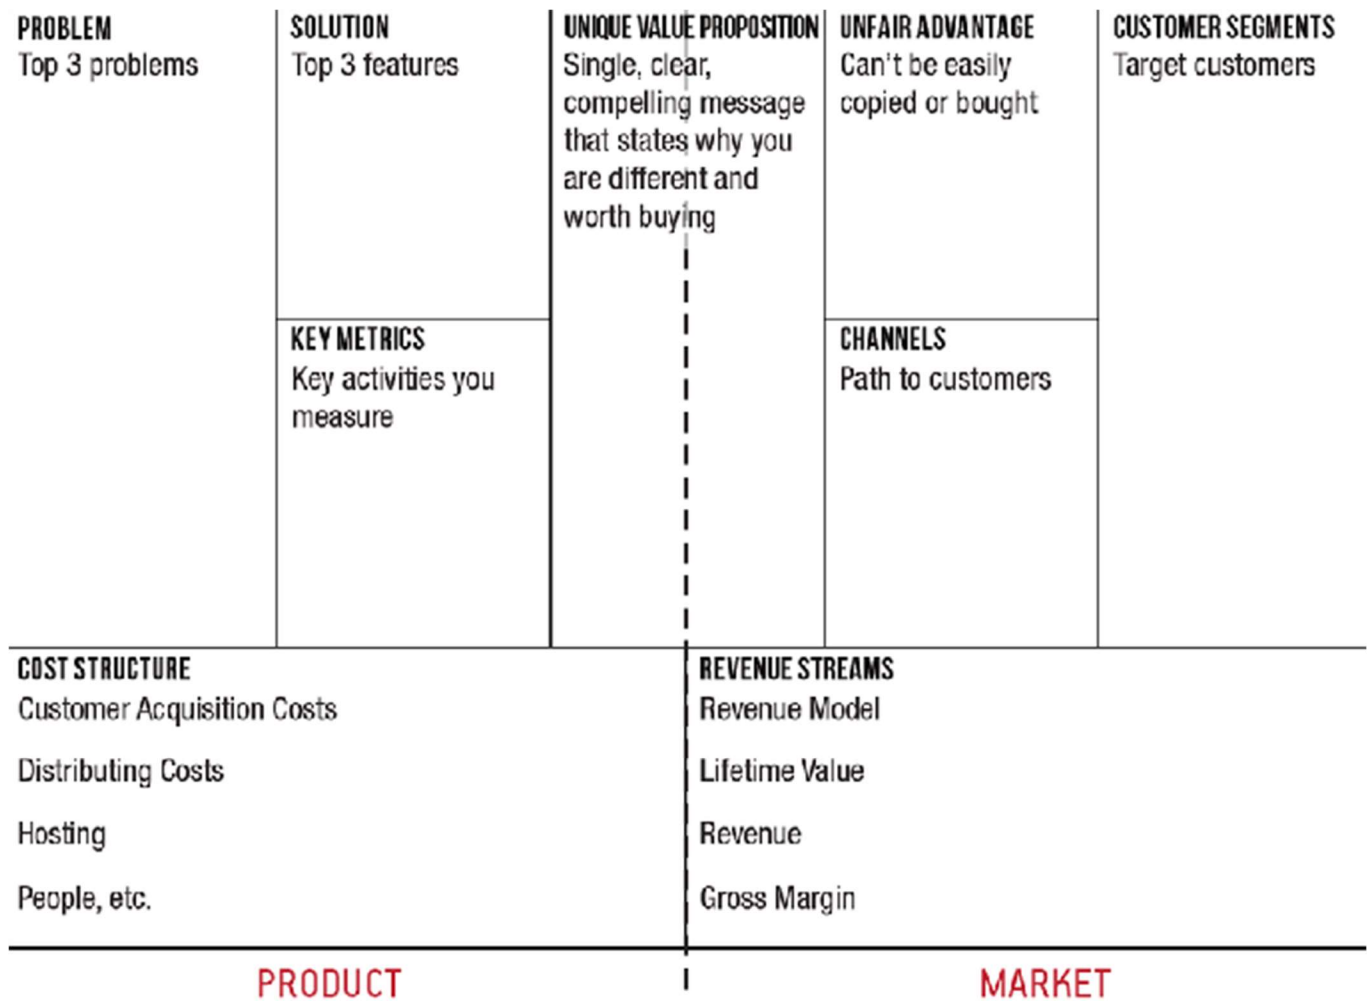 PROBLEM
Top 3 problems
SOLUTION
Top 3 features
KEY METRICS
Key activities you
measure
UNIQUE VALUE PROPOSITION
Single, clear,
compelling message
that states why you
are different and
worth buying
UNFAIR ADVANTAGE
Can't be easily
copied or bought
CHANNELS
Path to customers
CUSTOMER SEGMENTS
Target customers
COST STRUCTURE
Customer Acquisition Costs
Distributing Costs
Hosting
People, etc.
REVENUE STREAMS
Revenue Model
Lifetime Value
Revenue
Gross Margin
PRODUCT
MARKET